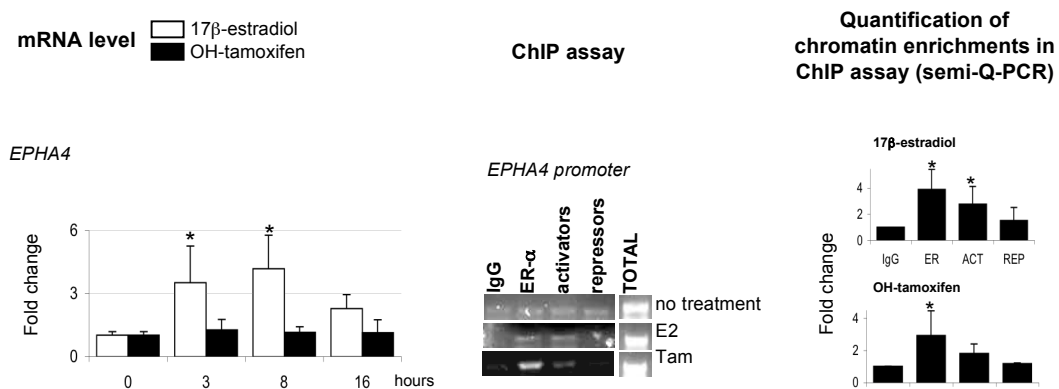 mRNA level
17β-estradiol
OH-tamoxifen
ChIP assay
Quantification of
chromatin enrichments in
ChIP assay (semi-Q-PCR)
EPHA4
Fold change
6
3
0
*
*
0
3
8
16
hours
EPHA4 promoter
IgG
ER-α
activators
repressors
TOTAL
no treatment
E2
Tam
Fold change
17β-estradiol
4
2
0
*
*
IgG
ER
ACT
REP
OH-tamoxifen
4
2
0
*